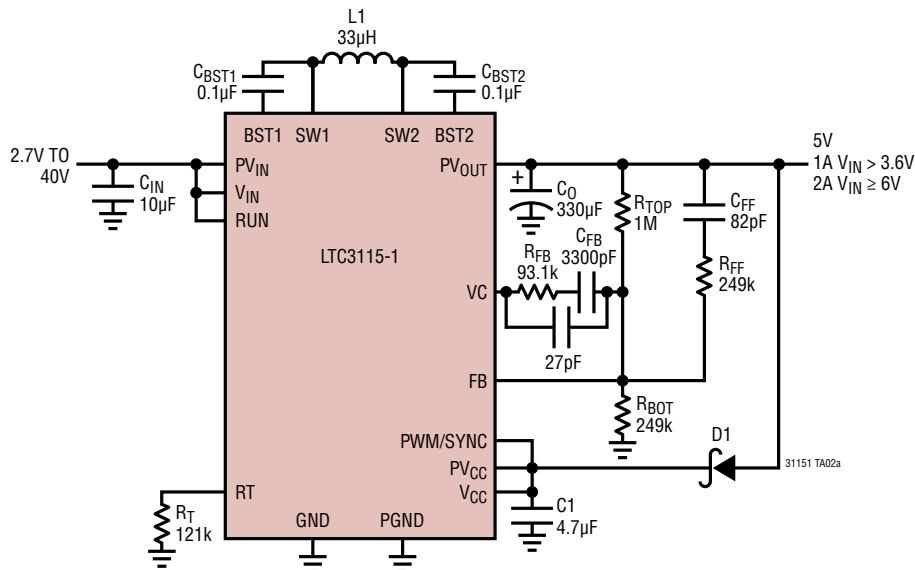 L1
33µH
CBST1
0.1µF
CBST2
0.1µF
BST1 SW1 SW2 BST2
2.7V TO
40V
CIN
10µF
PVIN
VIN
RUN
PVOUT
5V
1A VIN > 3.6V
2A VIN ≥ 6V
+
CO
330µF
RTOP
1M
CFF
82pF
LTC3115-1
RFB
93.1k
CFB
3300pF
RFF
249k
VC
27pF
FB
RBOT
249k
PWM/SYNC
D1
PVCC
31151 TA02a
RT
VCC
RT
121k
GND PGND
C1
4.7µF